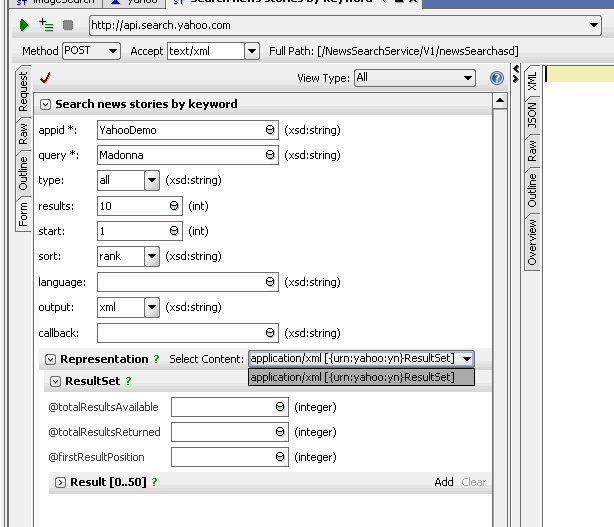 imageSearch yahoo Search news stories by keyword
http://api.search.yahoo.com
Method POST Accept text/xml Full Path: [/NewsSearchService/V1/newsSearchasd]
View Type: All
Request
Raw
Outline
Form
Search news stories by keyword
appid *: YahooDemo (xsd:string)
query *: Madonna (xsd:string)
type: all (xsd:string)
results: 10 (int)
start: 1 (int)
sort: rank (xsd:string)
language: (xsd:string)
output: xml (xsd:string)
callback: (xsd:string)
Representation ? Select Content: application/xml [{urn:yahoo:yn}ResultSet]
application/xml [{urn:yahoo:yn}ResultSet]
ResultSet ?
@totalResultsAvailable (integer)
@totalResultsReturned (integer)
@firstResultPosition (integer)
Result [0..50] ? Add Clear
XML
JSON
Raw
Outline
Overview